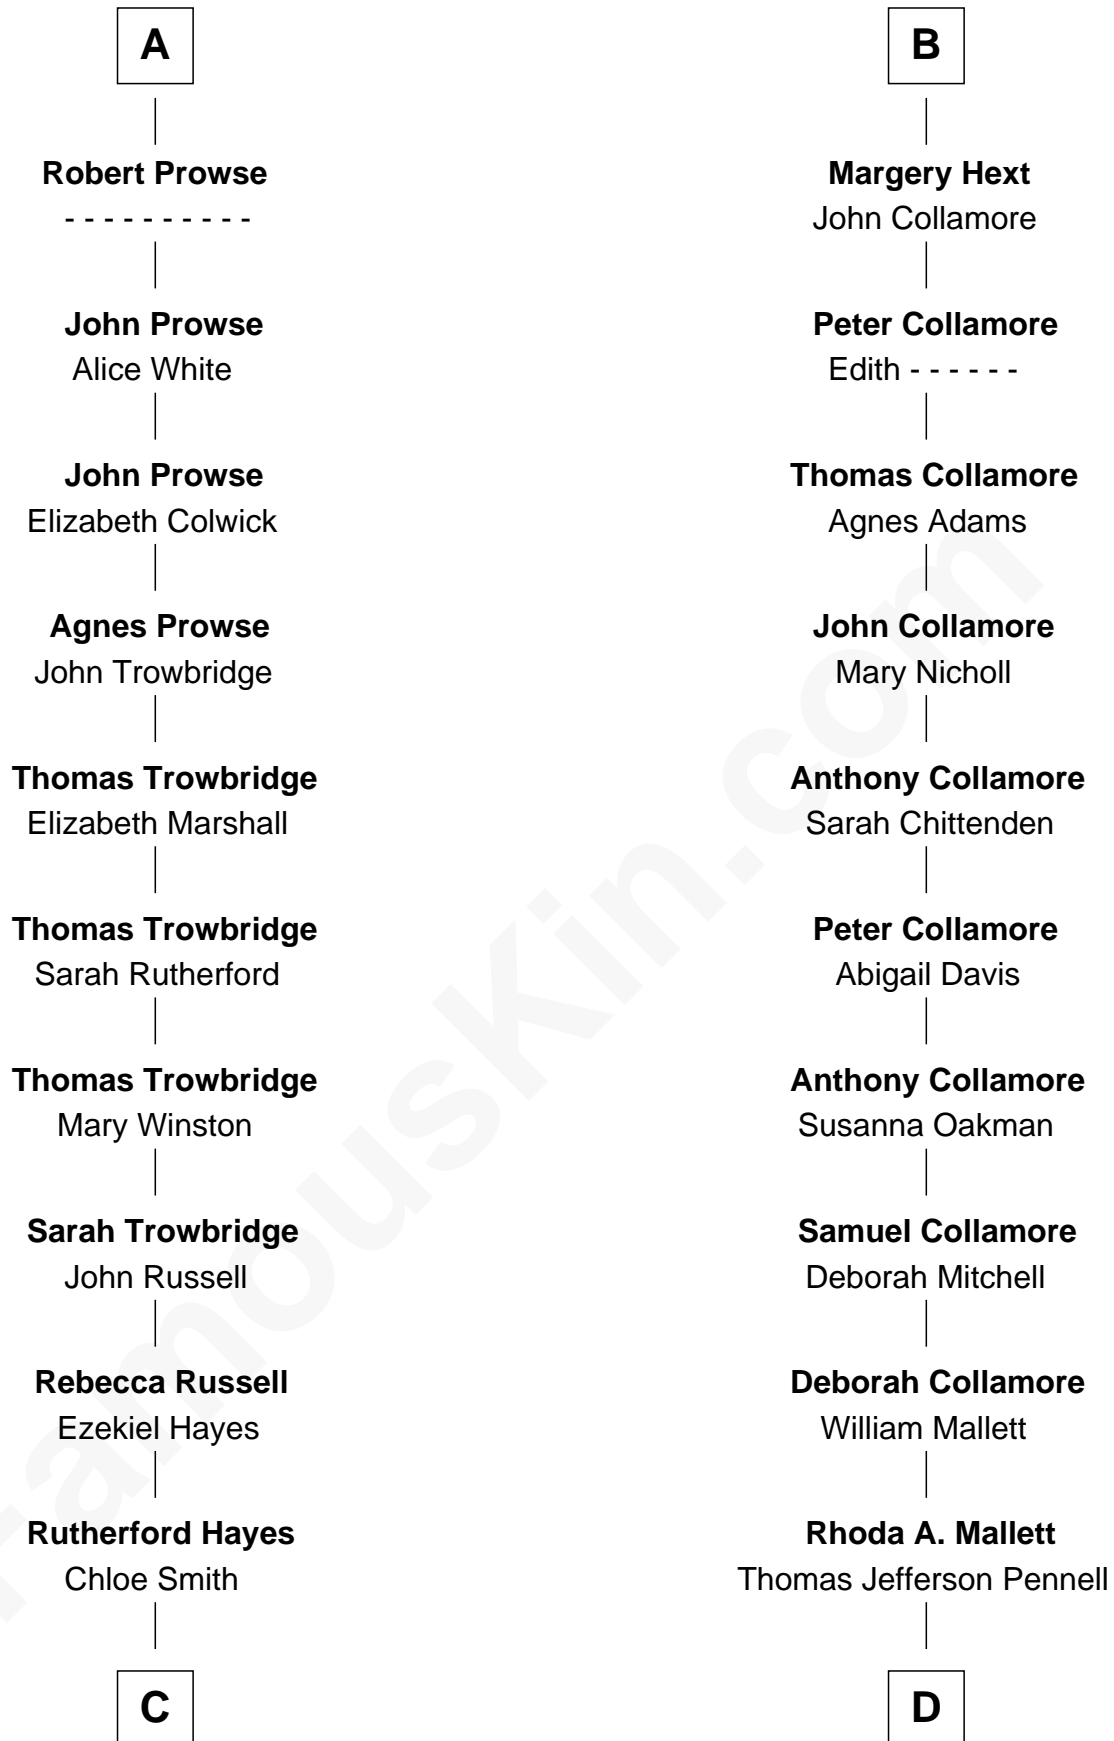 A
Robert Prowse
- - - - - - - - - -
John Prowse
Alice White
John Prowse
Elizabeth Colwick
Agnes Prowse
John Trowbridge
Thomas Trowbridge
Elizabeth Marshall
Thomas Trowbridge
Sarah Rutherford
Thomas Trowbridge
Mary Winston
Sarah Trowbridge
John Russell
Rebecca Russell
Ezekiel Hayes
Rutherford Hayes
Chloe Smith
C
B
Margery Hext
John Collamore
Peter Collamore
Edith - - - - - -
Thomas Collamore
Agnes Adams
John Collamore
Mary Nicholl
Anthony Collamore
Sarah Chittenden
Peter Collamore
Abigail Davis
Anthony Collamore
Susanna Oakman
Samuel Collamore
Deborah Mitchell
Deborah Collamore
William Mallett
Rhoda A. Mallett
Thomas Jefferson Pennell
D
FamousKin.com